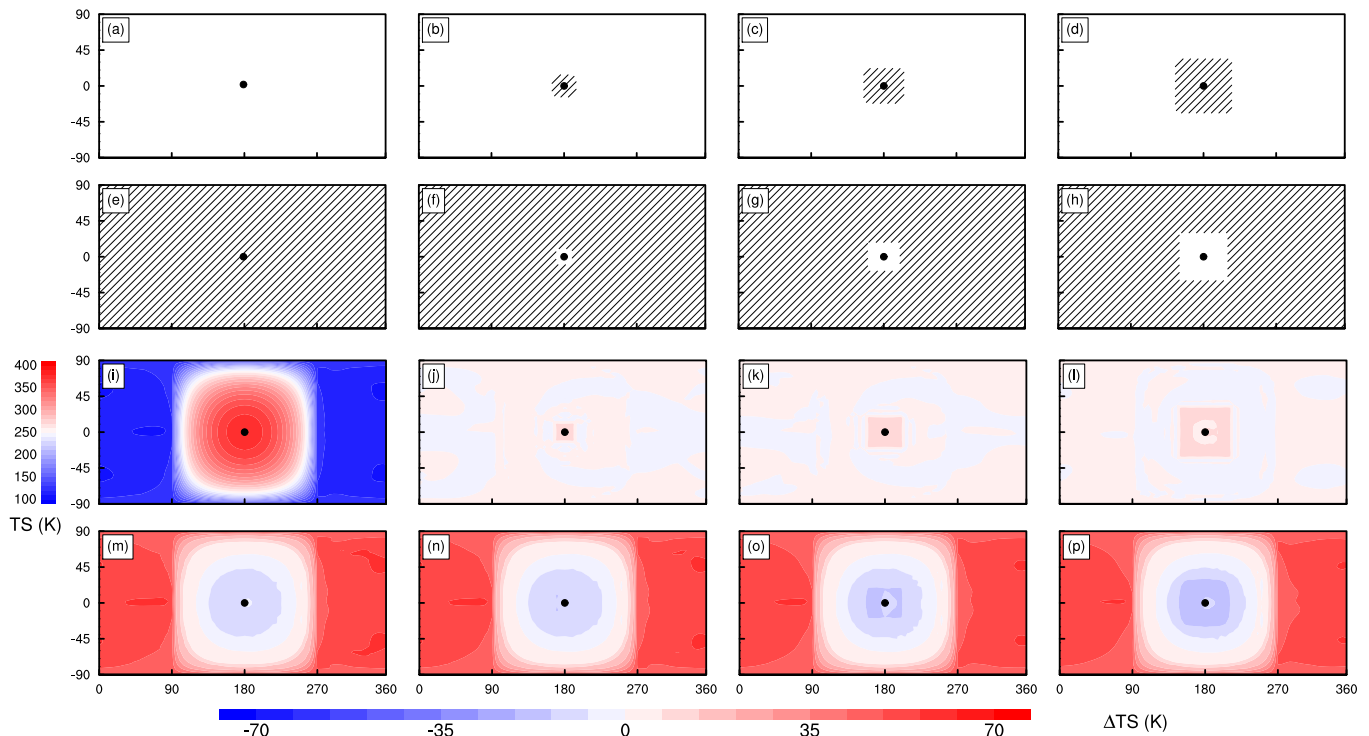 90 (a) (b) (c) (d)
45
0
-45
-90
90 (e) (f) (g) (h)
45
0
-45
-90
400 90 (i) (j) (k) (l)
350 45
300
250 0
200
150 -45
100 -90
TS (K)
90 (m) (n) (o) (p)
45
0
-45
-90
0 90 180 270 360 0 90 180 270 360 0 90 180 270 360 0 90 180 270 360
-70 -35 0 35 70 ΔTS (K)